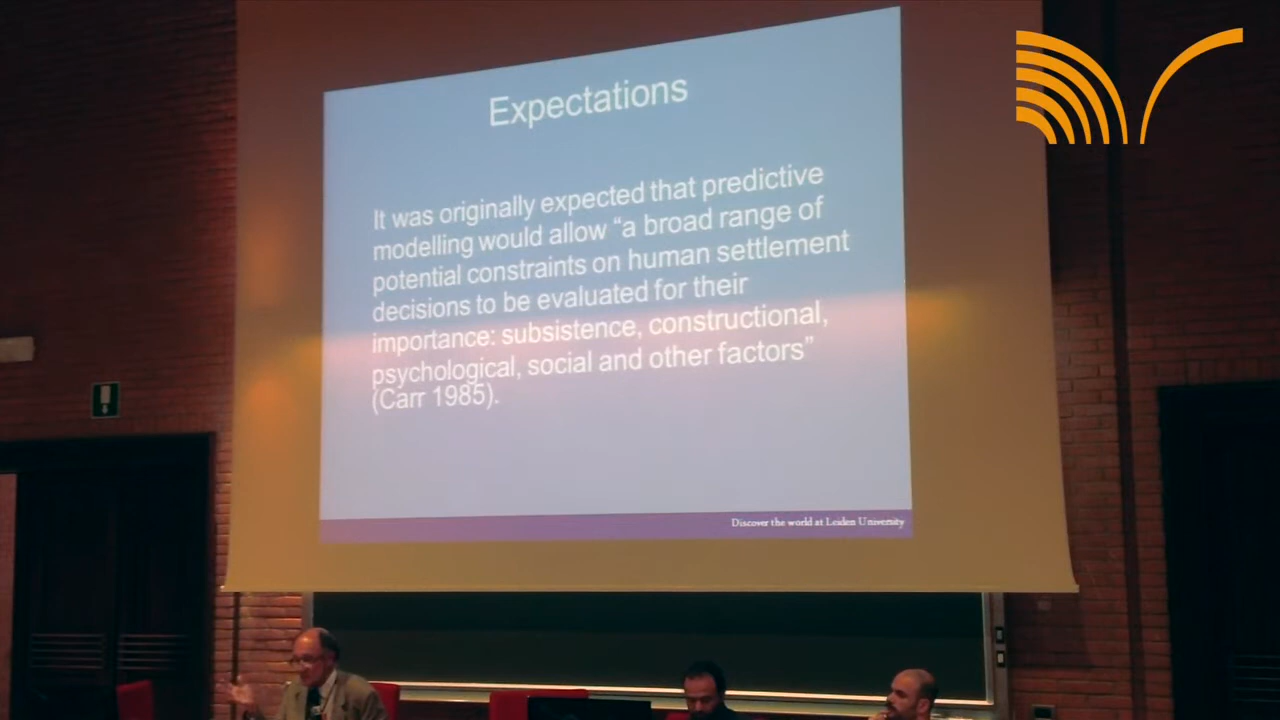 Expectations
It was originally expected that predictive
modelling would allow “a broad range of
potential constraints on human settlement
decisions to be evaluated for their
importance: subsistence, constructional,
psychological, social and other factors”
(Carr 1985).
Discover the world at Leiden University